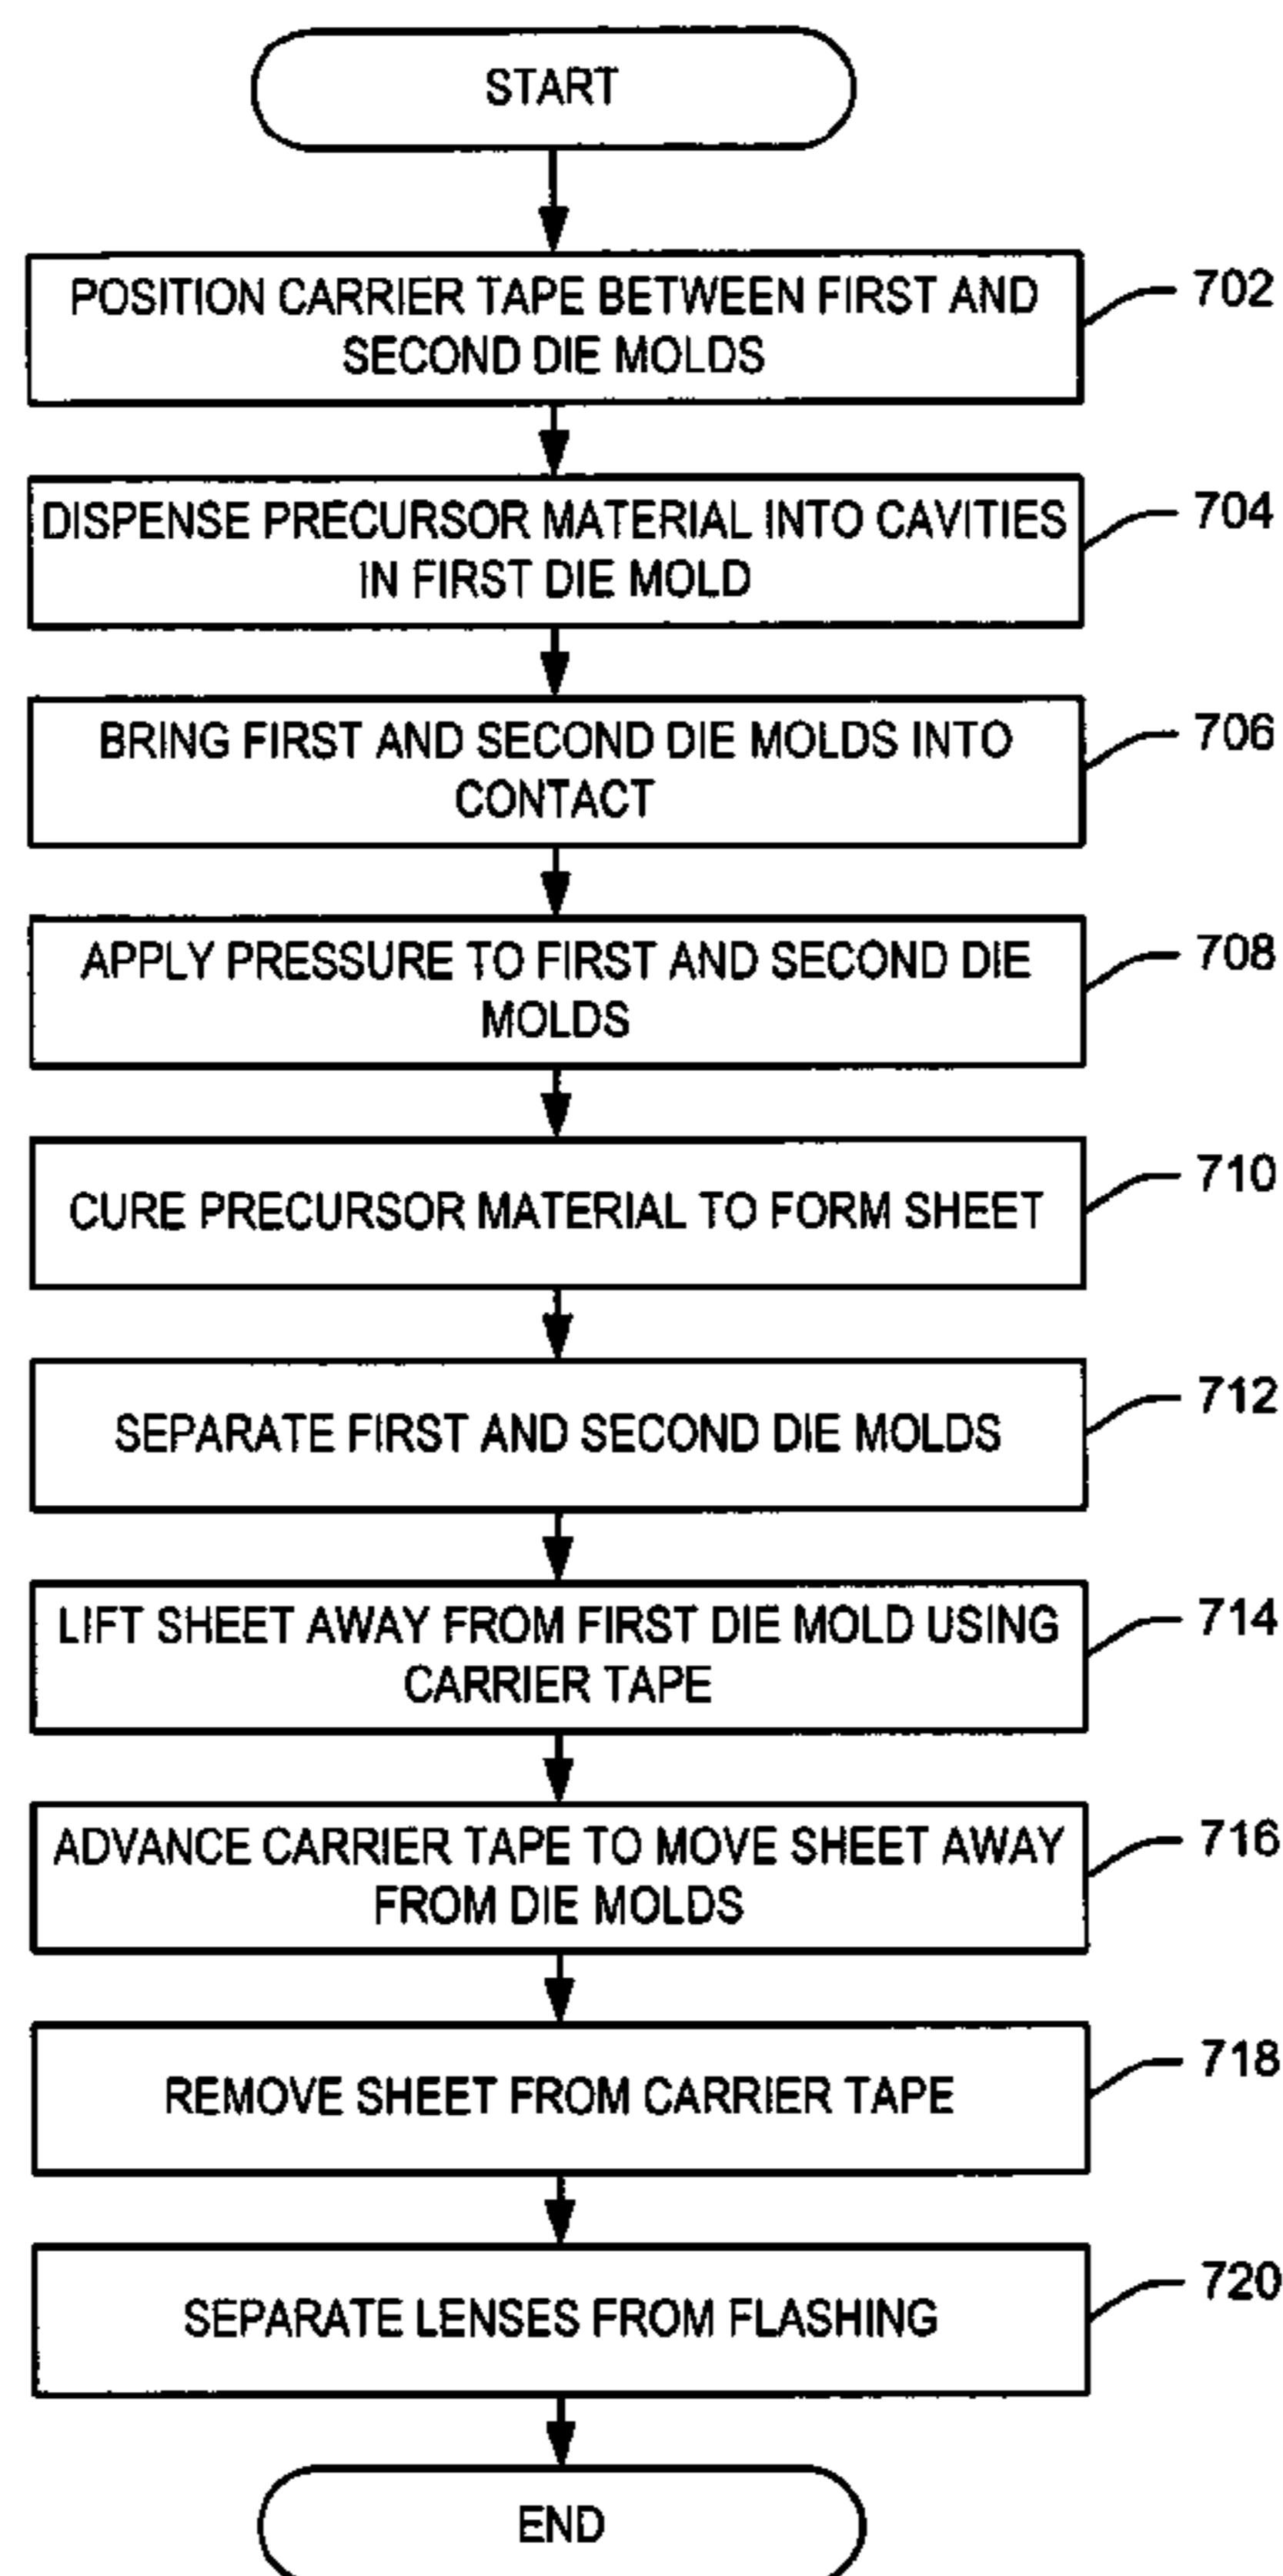 START
POSITION CARRIER TAPE BETWEEN FIRST AND
SECOND DIE MOLDS
702
DISPENSE PRECURSOR MATERIAL INTO CAVITIES
IN FIRST DIE MOLD
704
BRING FIRST AND SECOND DIE MOLDS INTO
CONTACT
706
APPLY PRESSURE TO FIRST AND SECOND DIE
MOLDS
708
CURE PRECURSOR MATERIAL TO FORM SHEET
710
SEPARATE FIRST AND SECOND DIE MOLDS
712
LIFT SHEET AWAY FROM FIRST DIE MOLD USING
CARRIER TAPE
714
ADVANCE CARRIER TAPE TO MOVE SHEET AWAY
FROM DIE MOLDS
716
REMOVE SHEET FROM CARRIER TAPE
718
SEPARATE LENSES FROM FLASHING
720
END